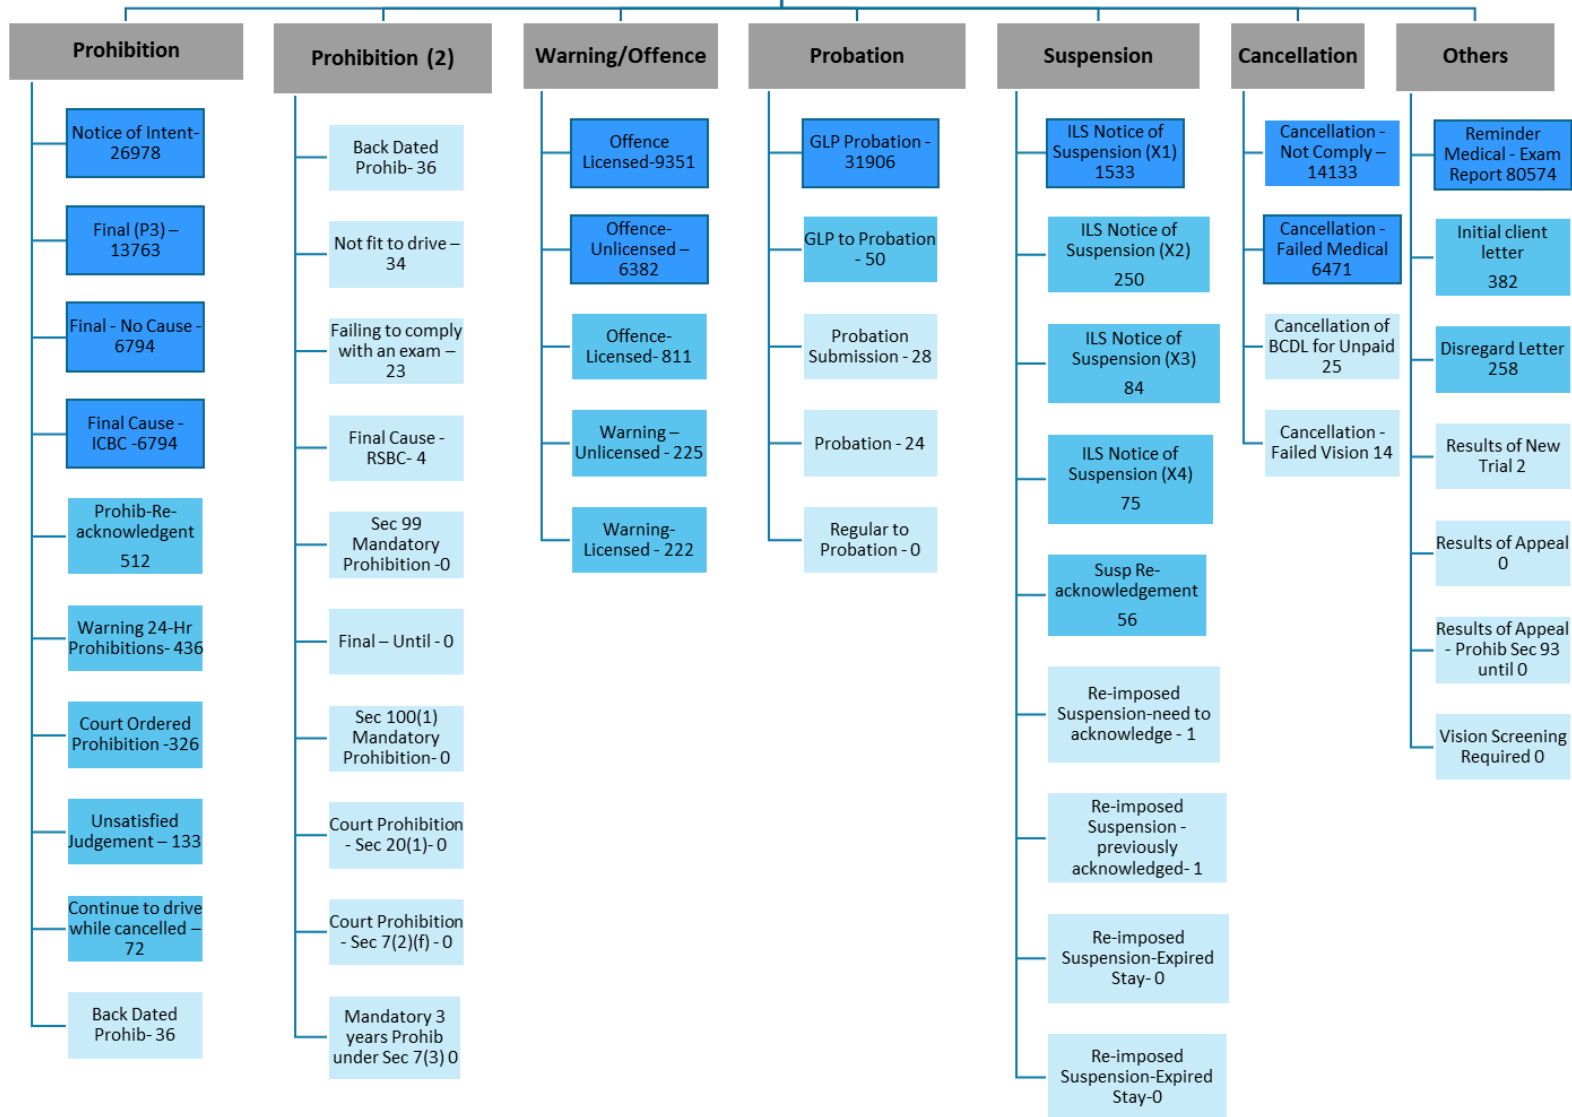 Prohibition
Notice of Intent-
26978
Final (P3) –
13763
Final - No Cause -
6794
Final Cause -
ICBC -6794
Prohib-Re-
acknowledgent
512
Warning 24-Hr
Prohibitions- 436
Court Ordered
Prohibition -326
Unsatisfied
Judgement – 133
Continue to drive
while cancelled –
72
Back Dated
Prohib- 36
Prohibition (2)
Back Dated
Prohib- 36
Not fit to drive –
34
Failing to comply
with an exam –
23
Final Cause -
RSBC- 4
Sec 99
Mandatory
Prohibition -0
Final – Until - 0
Sec 100(1)
Mandatory
Prohibition- 0
Court Prohibition
- Sec 20(1)- 0
Court Prohibition
- Sec 7(2)(f) - 0
Mandatory 3
years Prohib
under Sec 7(3) 0
Warning/Offence
Offence
Licensed-9351
Offence-
Unlicensed –
6382
Offence-
Licensed- 811
Warning –
Unlicensed - 225
Warning-
Licensed - 222
Probation
GLP Probation -
31906
GLP to Probation
- 50
Probation
Submission - 28
Probation - 24
Regular to
Probation - 0
Suspension
ILS Notice of
Suspension (X1)
1533
ILS Notice of
Suspension (X2)
250
ILS Notice of
Suspension (X3)
84
ILS Notice of
Suspension (X4)
75
Susp Re-
acknowledgement
56
Re-imposed
Suspension-need to
acknowledge - 1
Re-imposed
Suspension -
previously
acknowledged- 1
Re-imposed
Suspension-Expired
Stay- 0
Re-imposed
Suspension-Expired
Stay-0
Cancellation
Cancellation -
Not Comply –
14133
Cancellation -
Failed Medical
6471
Cancellation of
BCDL for Unpaid
25
Cancellation -
Failed Vision 14
Others
Reminder
Medical - Exam
Report 80574
Initial client
letter
382
Disregard Letter
258
Results of New
Trial 2
Results of Appeal
0
Results of Appeal
- Prohib Sec 93
until 0
Vision Screening
Required 0